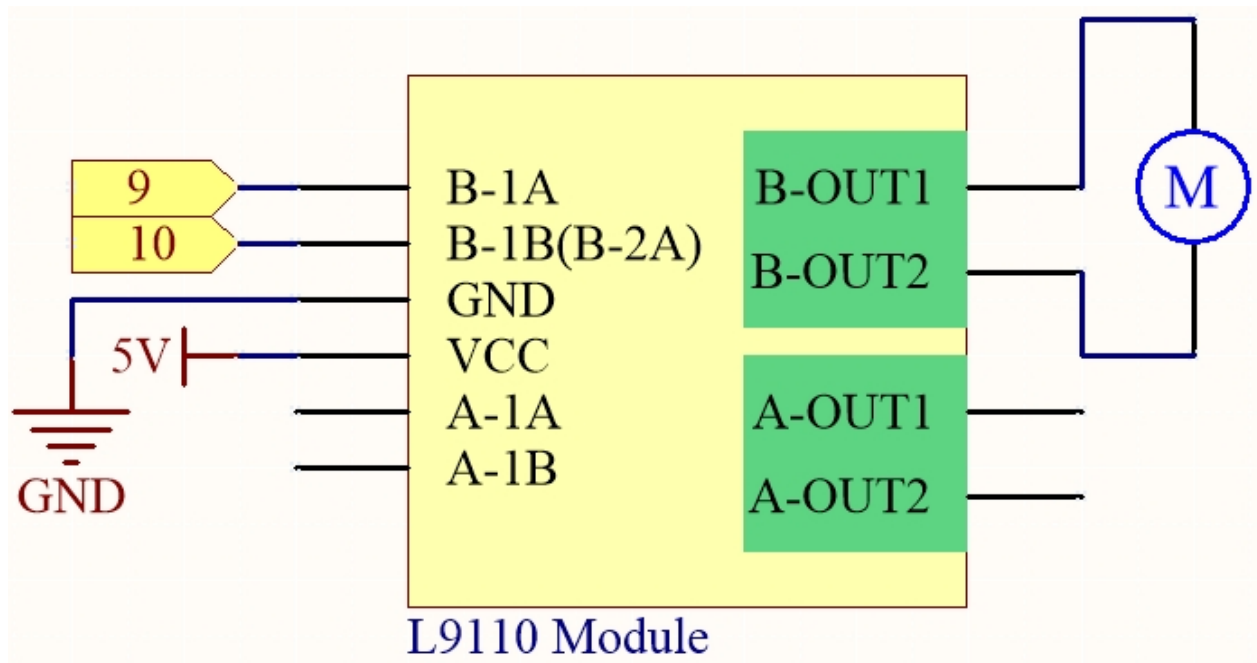 9
B-1A
B-OUT1
M
10
B-1B(B-2A)
B-OUT2
GND
5V
VCC
A-1A
A-OUT1
A-1B
A-OUT2
GND
L9110 Module